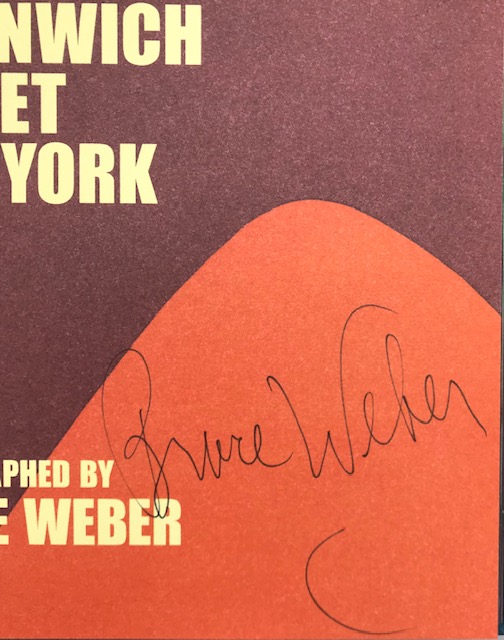 NWICH
ET
YORK
Bruce Weber
APHED BY
E WEBER